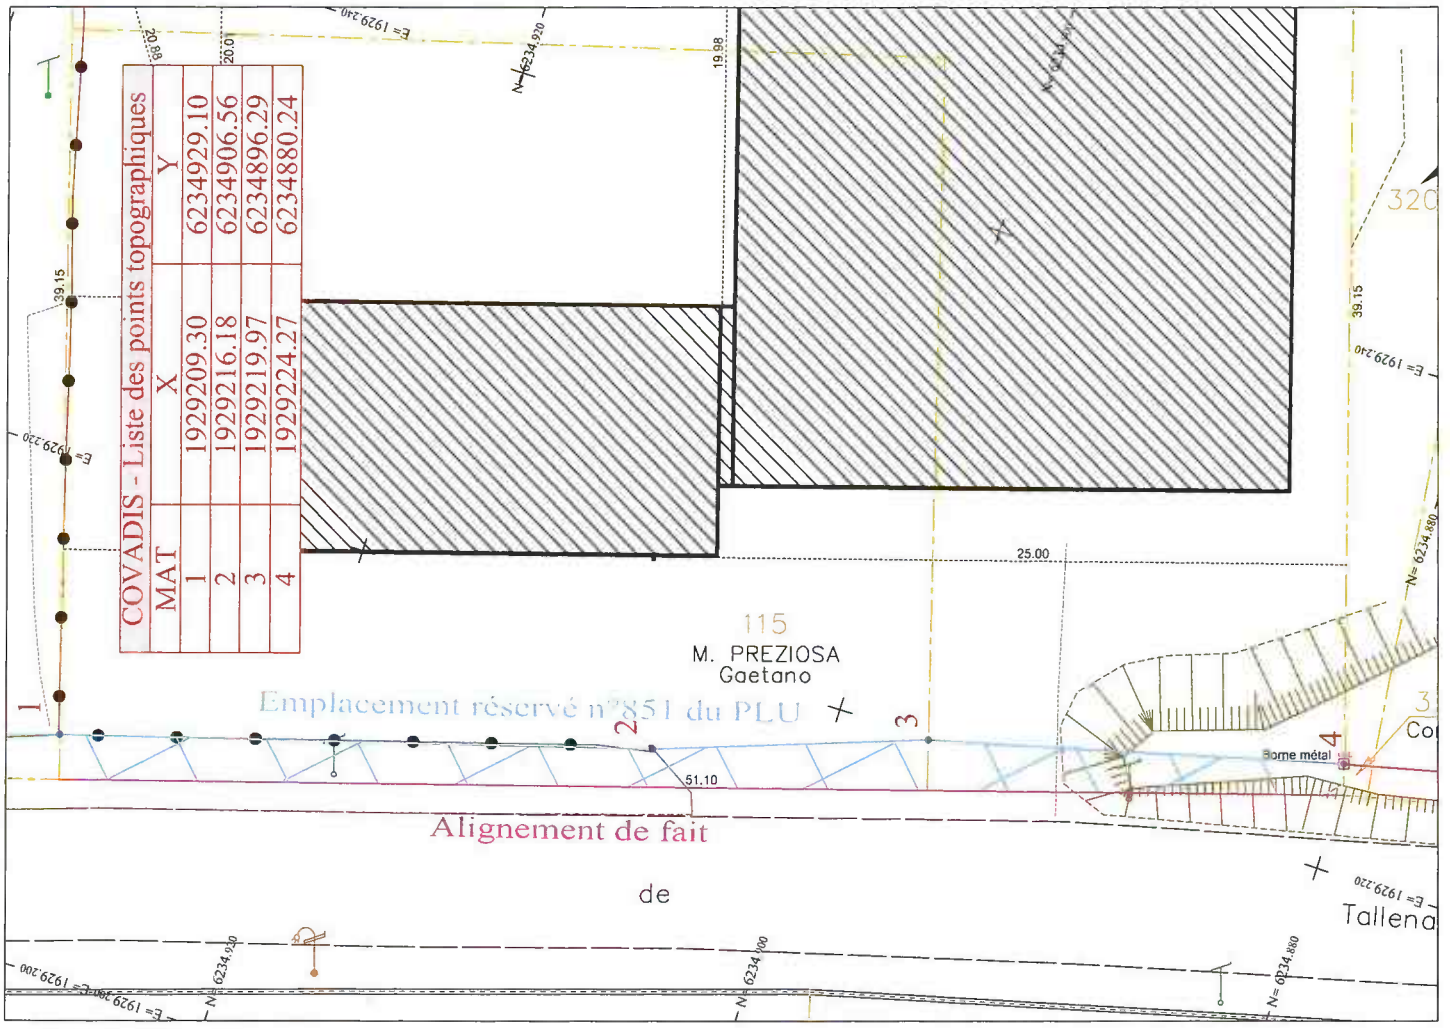 COVADIS - Liste des points topographiques
MAT X Y
1 1929209.30 6234929.10
2 1929216.18 6234906.56
3 1929219.97 6234896.29
4 1929224.27 6234880.24
E= 1929.240
20.88
20.01
N= 6234.920
19.98
320
39.15
39.15
E= 1929.240
E= 1929.220
N= 6234.880
25.00
115
M. PREZIOSA
Gaetano
Emplacement réservé n°851 du PLU
1
2
3
4
Borne métal
51.10
Alignement de fait
de
E= 1929.220
Tallena
E= 1929.200
E= 1929.200
N= 6234.920
N= 6234.900
N= 6234.880